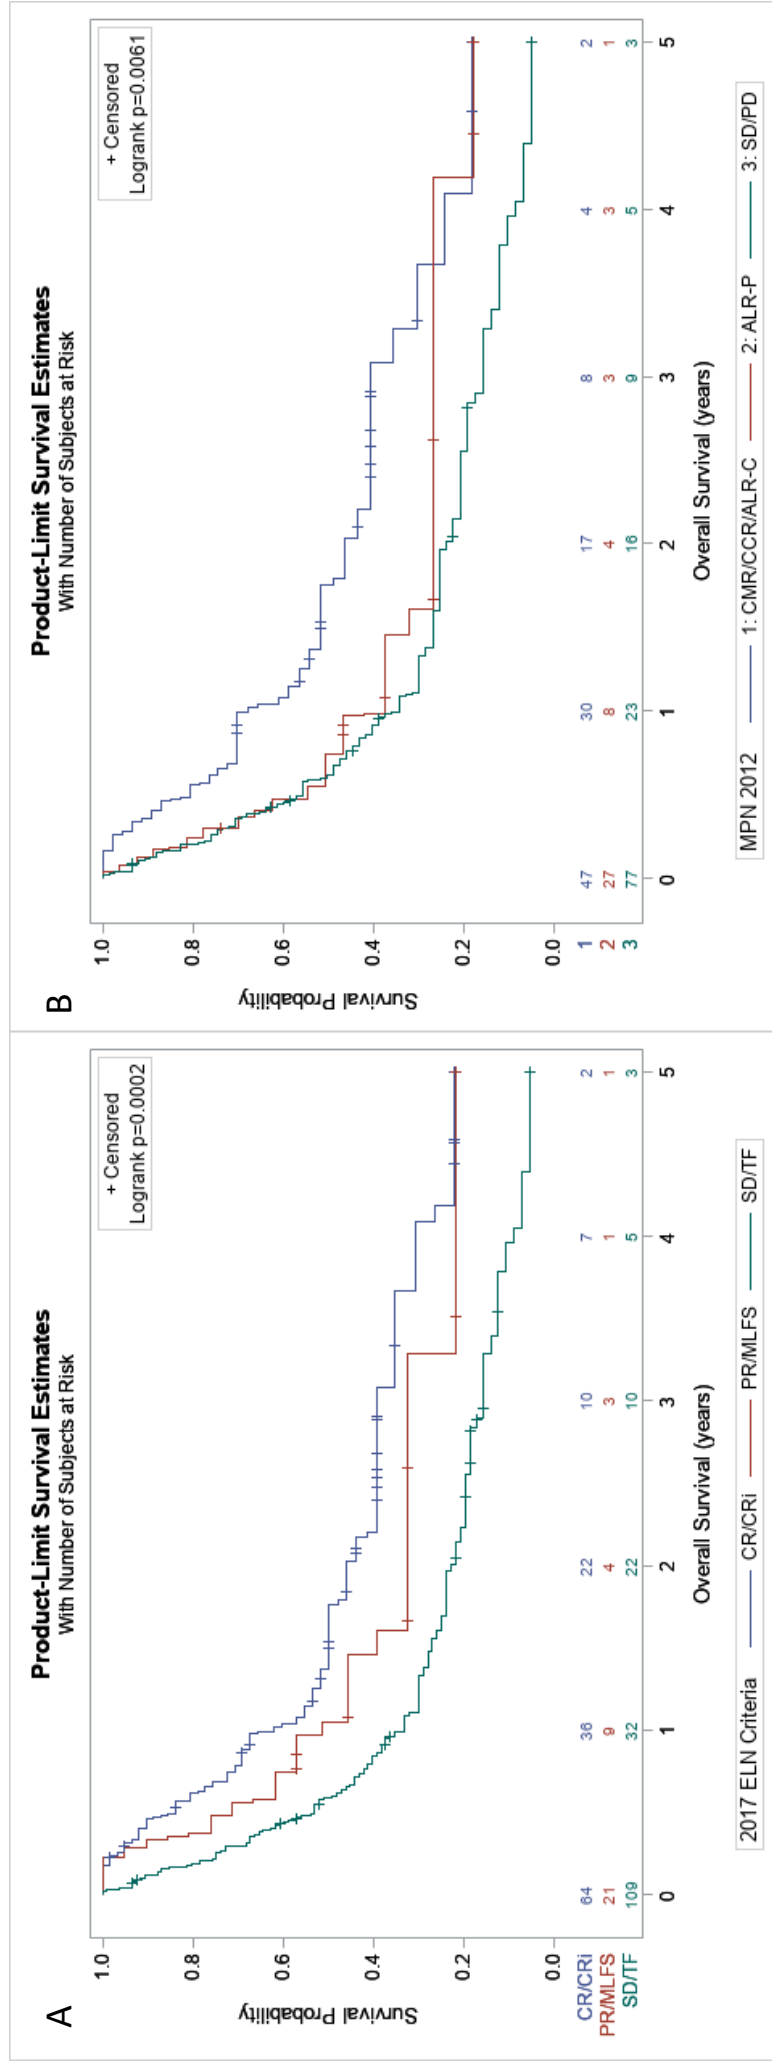 A
Product-Limit Survival Estimates
With Number of Subjects at Risk
+ Censored
Logrank p=0.0002
Survival Probability
1.0
0.8
0.6
0.4
0.2
0.0
CR/CRi 64 36 22 10 7 2
PR/MLFS 21 9 4 3 1 1
SD/TF 109 32 22 10 5 3
0 1 2 3 4 5
Overall Survival (years)
2017 ELN Criteria CR/CRi PR/MLFS SD/TF
B
Product-Limit Survival Estimates
With Number of Subjects at Risk
+ Censored
Logrank p=0.0061
Survival Probability
1.0
0.8
0.6
0.4
0.2
0.0
1 47 30 17 8 4 2
2 27 8 4 3 3 1
3 77 23 16 9 5 3
0 1 2 3 4 5
Overall Survival (years)
MPN 2012 1: CMR/CCR/ALR-C 2: ALR-P 3: SD/PD